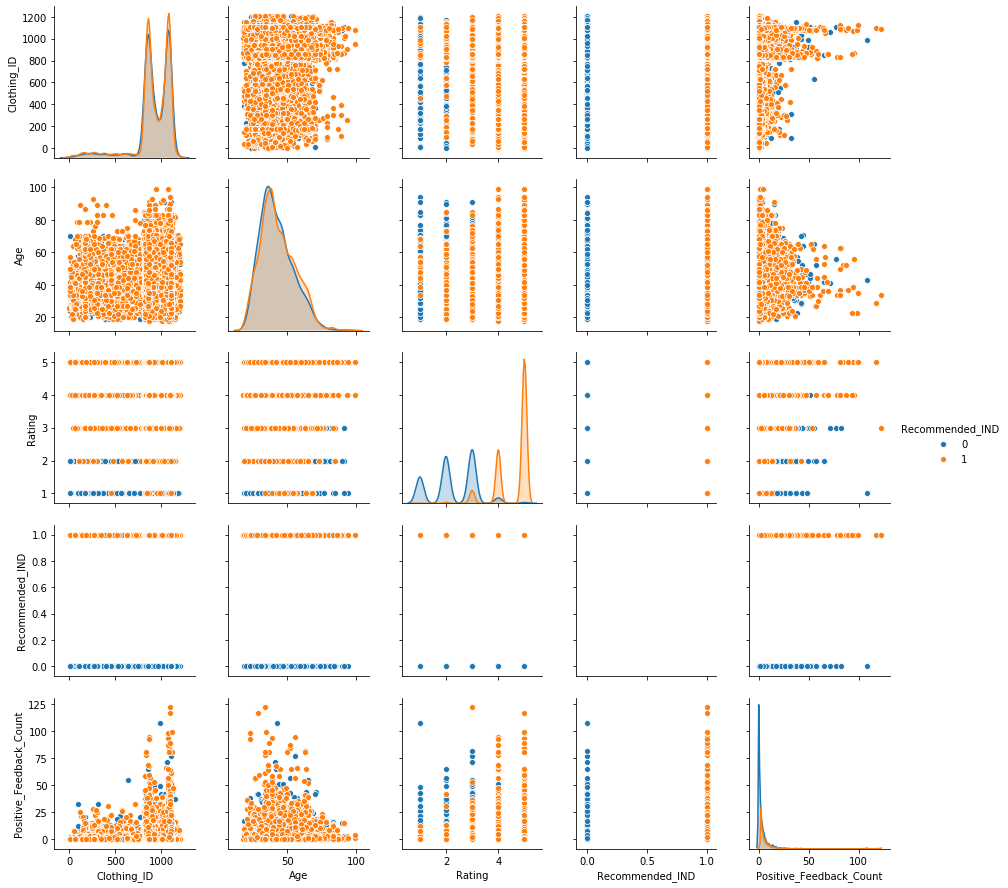 1200
1000
800
600
400
200
0
Clothing_ID
100
80
60
40
20
Age
5
4
3
2
1
Rating
Recommended_IND
0
1
1.0
0.8
0.6
0.4
0.2
0.0
Recommended_IND
125
100
75
50
25
0
Positive_Feedback_Count
0 500 1000
Clothing_ID
50 100
Age
2 4
Rating
0.0 0.5 1.0
Recommended_IND
0 50 100
Positive_Feedback_Count